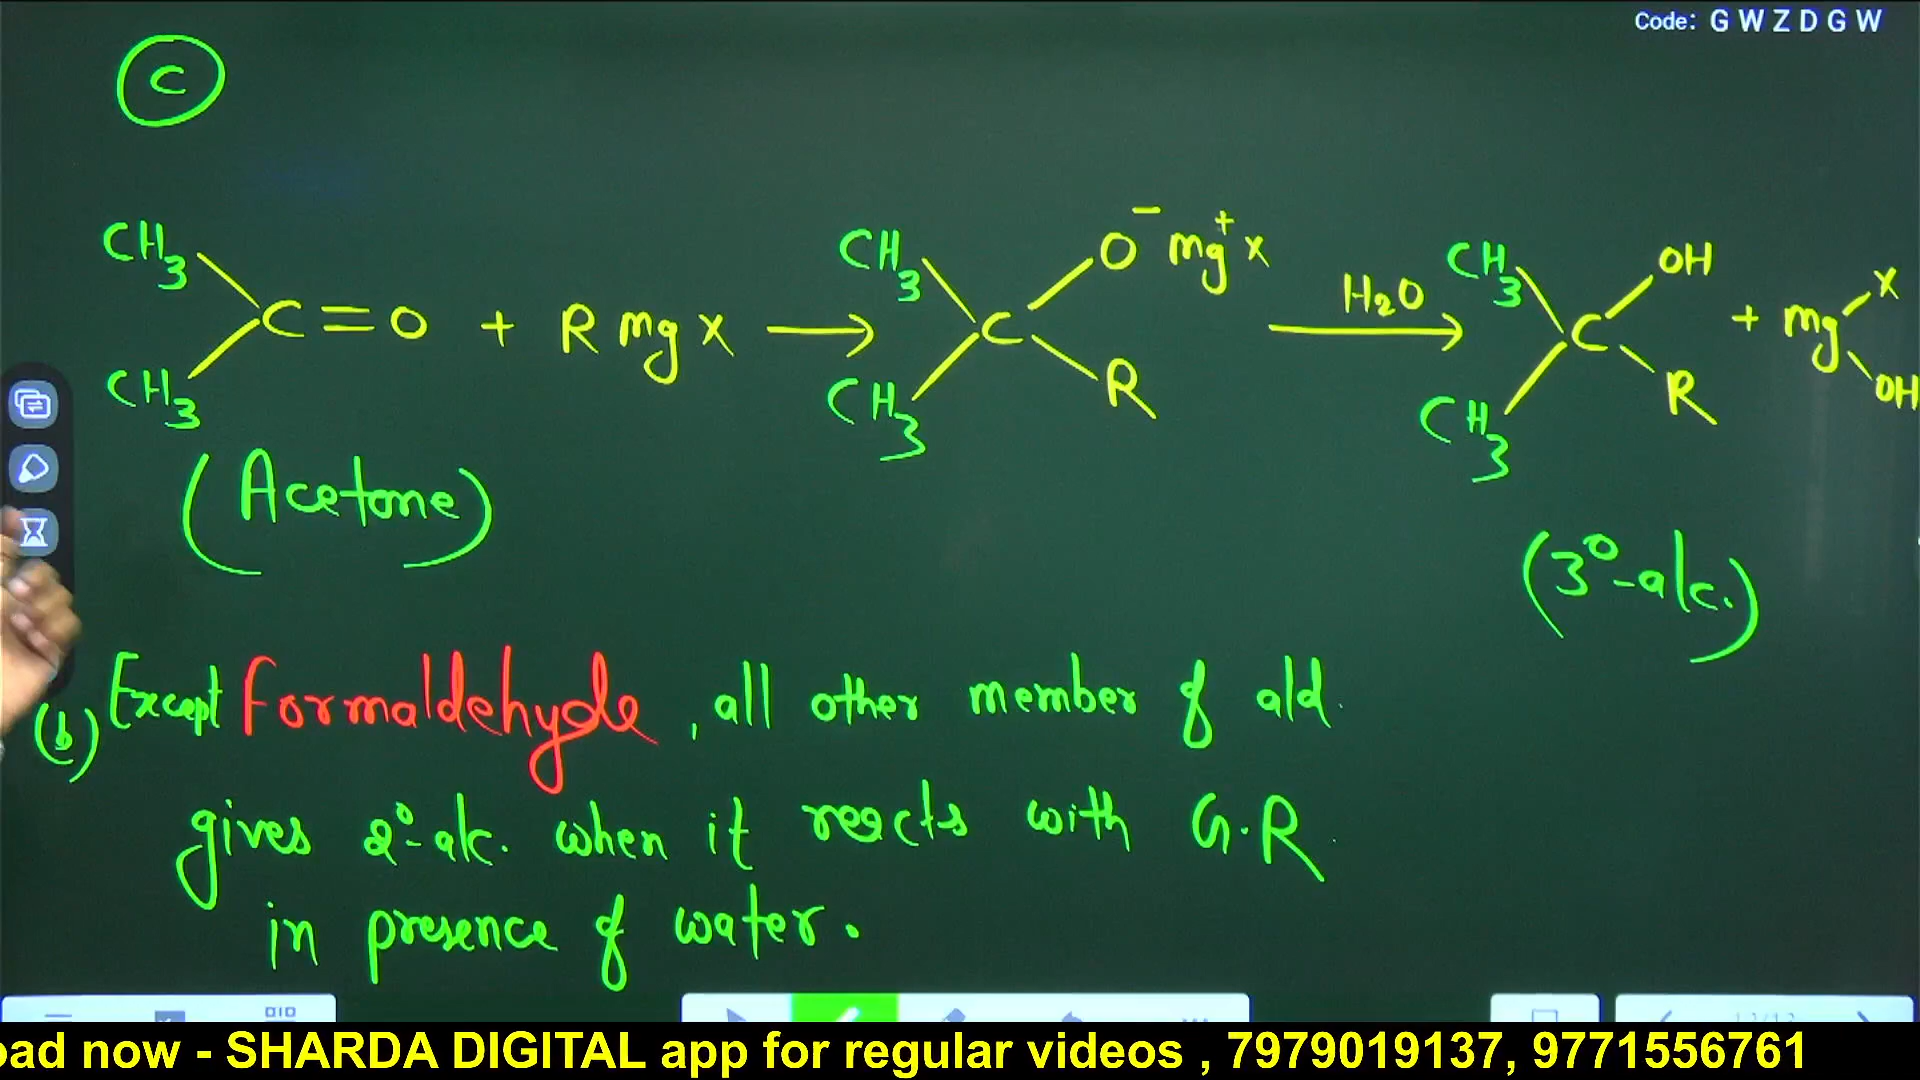 Code: G W Z D G W
C
CH3 CH3 C=O + R Mg X → CH3 CH3 C O⁻ Mg⁺ X R H2O → CH3 CH3 C OH R + Mg X OH
(Acetone)
(3°-alc.)
(b) Except Formaldehyde, all other member of ald.
gives 2°-alc. when it reacts with G.R.
in presence of water.
oad now - SHARDA DIGITAL app for regular videos , 7979019137, 9771556761